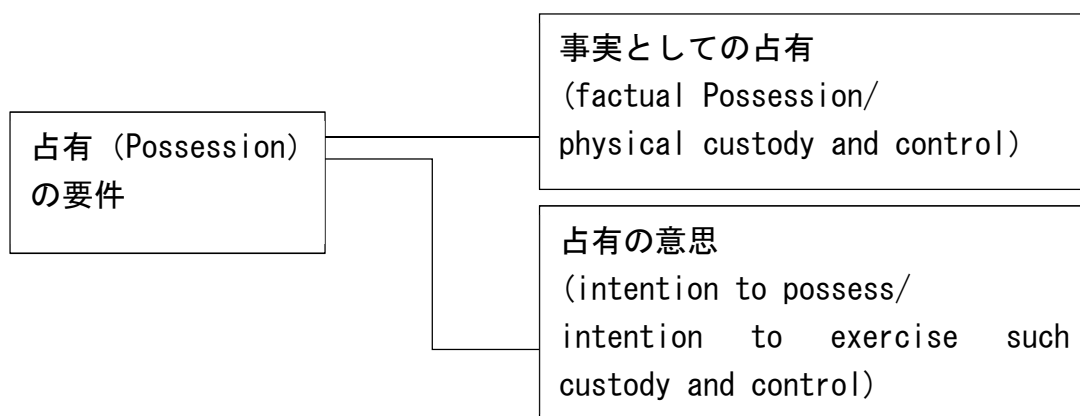 占有 (Possession)
の要件
事実としての占有
(factual Possession/
physical custody and control)
占有の意思
(intention to possess/
intention to exercise such
custody and control)